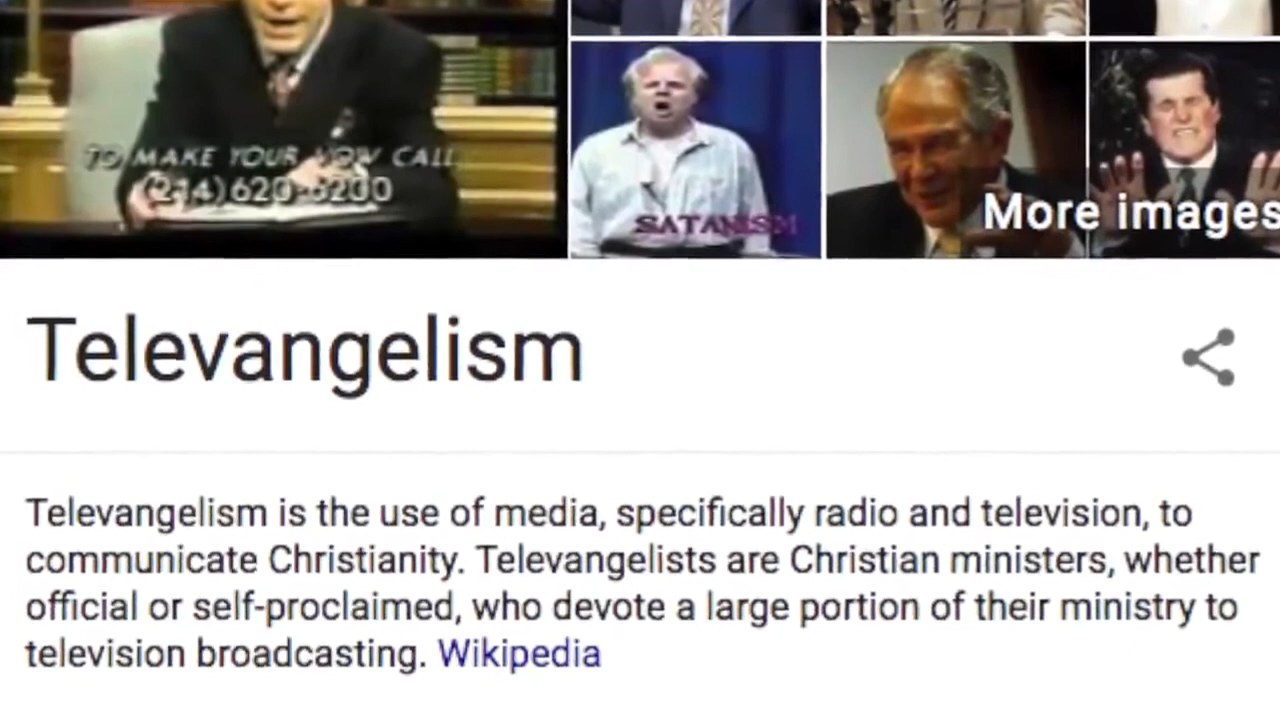 TO MAKE YOUR VOW CALL
(214)620-6200
SATANISM
More images
Televangelism
Televangelism is the use of media, specifically radio and television, to
communicate Christianity. Televangelists are Christian ministers, whether
official or self-proclaimed, who devote a large portion of their ministry to
television broadcasting. Wikipedia